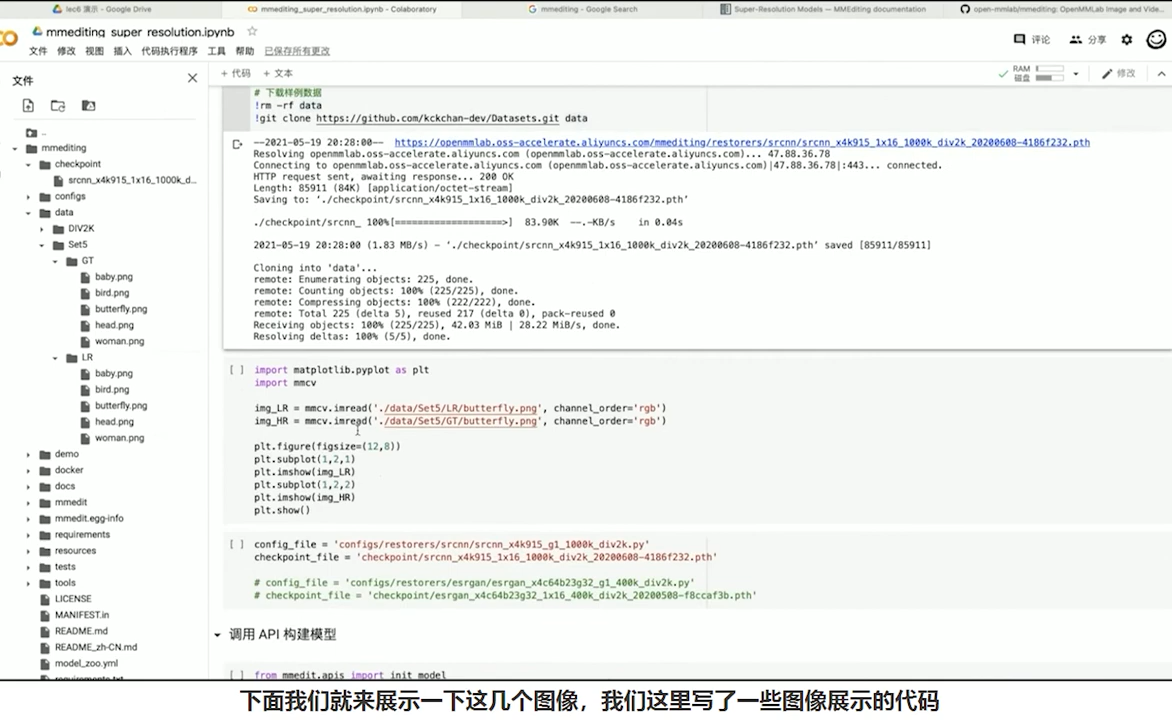 lec6 演示 - Google Drive
mmediting_super_resolution.ipynb - Colaboratory
mmediting - Google Search
Super-Resolution Models — MMEditing documentation
open-mmlab/mmediting: OpenMMLab Image and Vide...
mmediting_super_resolution.ipynb
文件 修改 视图 插入 代码执行程序 工具 帮助 已保存所有更改
评论 分享
文件
+ 代码 + 文本
RAM
磁盘
修改
..
mmediting
checkpoint
srcnn_x4k915_1x16_1000k_d...
configs
data
DIV2K
Set5
GT
baby.png
bird.png
butterfly.png
head.png
woman.png
LR
baby.png
bird.png
butterfly.png
head.png
woman.png
demo
docker
docs
mmedit
mmedit.egg-info
requirements
resources
tests
tools
LICENSE
MANIFEST.in
README.md
README_zh-CN.md
model_zoo.yml
requirements.txt
# 下载样例数据
!rm -rf data
!git clone https://github.com/kckchan-dev/Datasets.git data
--2021-05-19 20:28:00-- https://openmmlab.oss-accelerate.aliyuncs.com/mmediting/restorers/srcnn/srcnn_x4k915_1x16_1000k_div2k_20200608-4186f232.pth
Resolving openmmlab.oss-accelerate.aliyuncs.com (openmmlab.oss-accelerate.aliyuncs.com)... 47.88.36.78
Connecting to openmmlab.oss-accelerate.aliyuncs.com (openmmlab.oss-accelerate.aliyuncs.com)|47.88.36.78|:443... connected.
HTTP request sent, awaiting response... 200 OK
Length: 85911 (84K) [application/octet-stream]
Saving to: ‘./checkpoint/srcnn_x4k915_1x16_1000k_div2k_20200608-4186f232.pth’
./checkpoint/srcnn_ 100%[===================>] 83.90K --.-KB/s in 0.04s
2021-05-19 20:28:00 (1.83 MB/s) - ‘./checkpoint/srcnn_x4k915_1x16_1000k_div2k_20200608-4186f232.pth’ saved [85911/85911]
Cloning into 'data'...
remote: Enumerating objects: 225, done.
remote: Counting objects: 100% (225/225), done.
remote: Compressing objects: 100% (222/222), done.
remote: Total 225 (delta 5), reused 217 (delta 0), pack-reused 0
Receiving objects: 100% (225/225), 42.03 MiB | 28.22 MiB/s, done.
Resolving deltas: 100% (5/5), done.
[ ] import matplotlib.pyplot as plt
import mmcv
img_LR = mmcv.imread('./data/Set5/LR/butterfly.png', channel_order='rgb')
img_HR = mmcv.imread('./data/Set5/GT/butterfly.png', channel_order='rgb')
plt.figure(figsize=(12,8))
plt.subplot(1,2,1)
plt.imshow(img_LR)
plt.subplot(1,2,2)
plt.imshow(img_HR)
plt.show()
[ ] config_file = 'configs/restorers/srcnn/srcnn_x4k915_g1_1000k_div2k.py'
checkpoint_file = 'checkpoint/srcnn_x4k915_1x16_1000k_div2k_20200608-4186f232.pth'
# config_file = 'configs/restorers/esrgan/esrgan_x4c64b23g32_g1_400k_div2k.py'
# checkpoint_file = 'checkpoint/esrgan_x4c64b23g32_1x16_400k_div2k_20200508-f8ccaf3b.pth'
调用 API 构建模型
[ ] from mmedit.apis import init_model
下面我们就来展示一下这几个图像，我们这里写了一些图像展示的代码